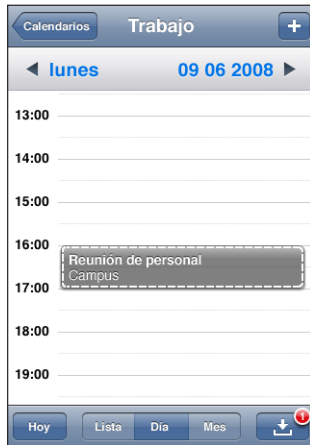 Calendarios Trabajo +
lunes 09 06 2008
13:00
14:00
15:00
16:00
Reunión de personal
Campus
17:00
18:00
19:00
Hoy Lista Día Mes 1